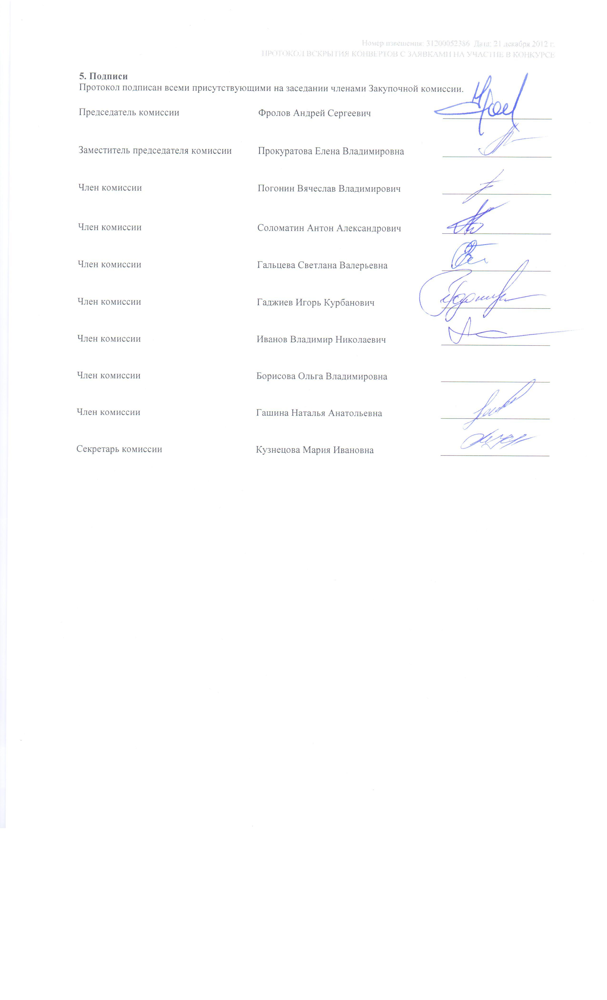 Номер извещения: 31200052386 Дата: 21 декабря 2012 г.
ПРОТОКОЛ ВСКРЫТИЯ КОНВЕРТОВ С ЗАЯВКАМИ НА УЧАСТИЕ В КОНКУРСЕ
5. Подписи
Протокол подписан всеми присутствующими на заседании членами Закупочной комиссии.
Председатель комиссии Фролов Андрей Сергеевич
Заместитель председателя комиссии Прокуратова Елена Владимировна
Член комиссии Погонин Вячеслав Владимирович
Член комиссии Соломатин Антон Александрович
Член комиссии Гальцева Светлана Валерьевна
Член комиссии Гаджиев Игорь Курбанович
Член комиссии Иванов Владимир Николаевич
Член комиссии Борисова Ольга Владимировна
Член комиссии Гашина Наталья Анатольевна
Секретарь комиссии Кузнецова Мария Ивановна